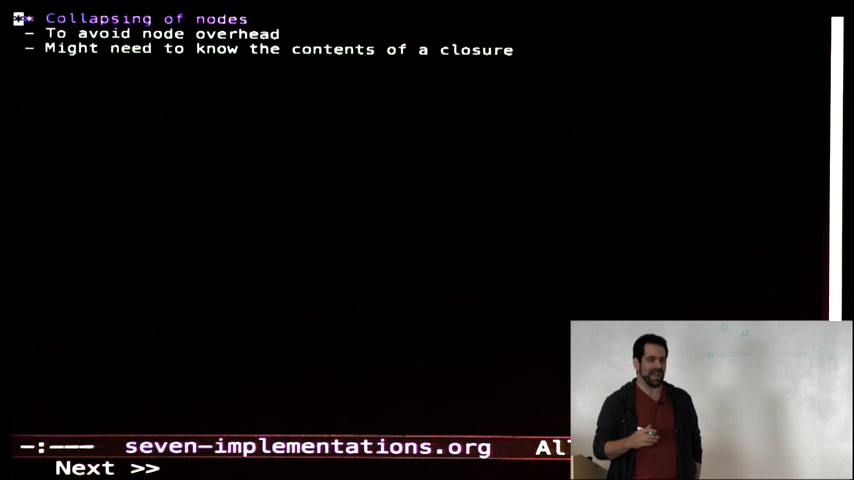 ** Collapsing of nodes
- To avoid node overhead
- Might need to know the contents of a closure
-:--- seven-implementations.org Al
Next >>